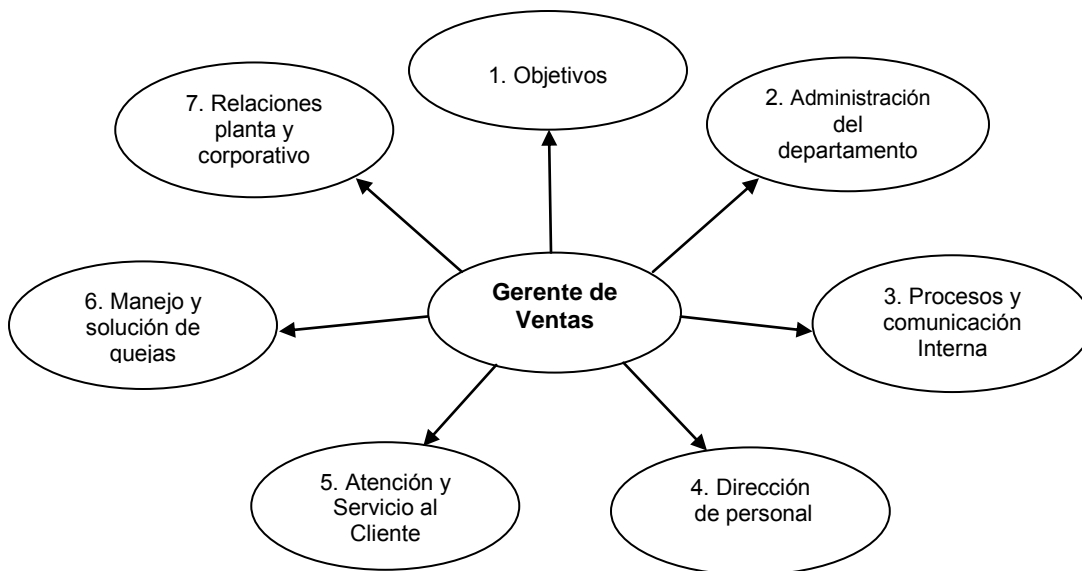 1. Objetivos
2. Administración
del
departamento
3. Procesos y
comunicación
Interna
4. Dirección
de personal
5. Atención y
Servicio al
Cliente
6. Manejo y
solución de
quejas
7. Relaciones
planta y
corporativo
Gerente de
Ventas